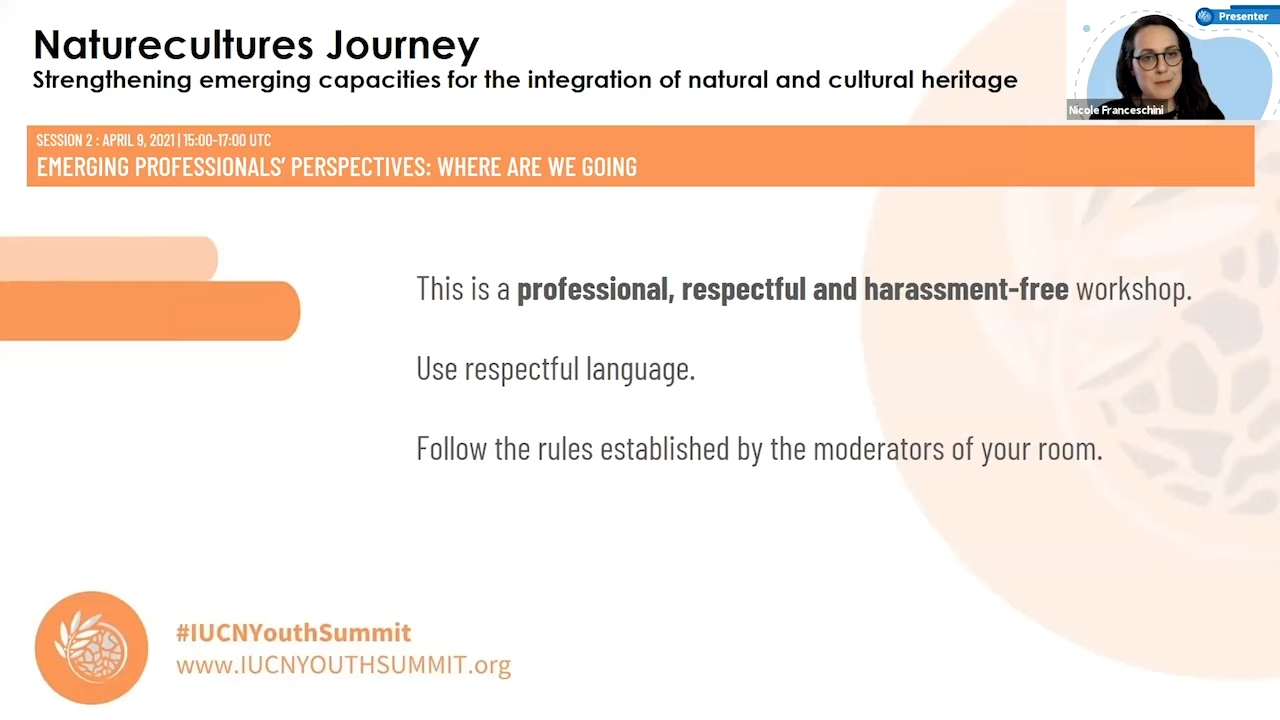 Naturecultures Journey
Strengthening emerging capacities for the integration of natural and cultural heritage
Presenter
Nicole Franceschini
SESSION 2 : APRIL 9, 2021 | 15:00-17:00 UTC
EMERGING PROFESSIONALS' PERSPECTIVES: WHERE ARE WE GOING
This is a professional, respectful and harassment-free workshop.
Use respectful language.
Follow the rules established by the moderators of your room.
#IUCNYouthSummit
www.IUCNYOUTHSUMMIT.org